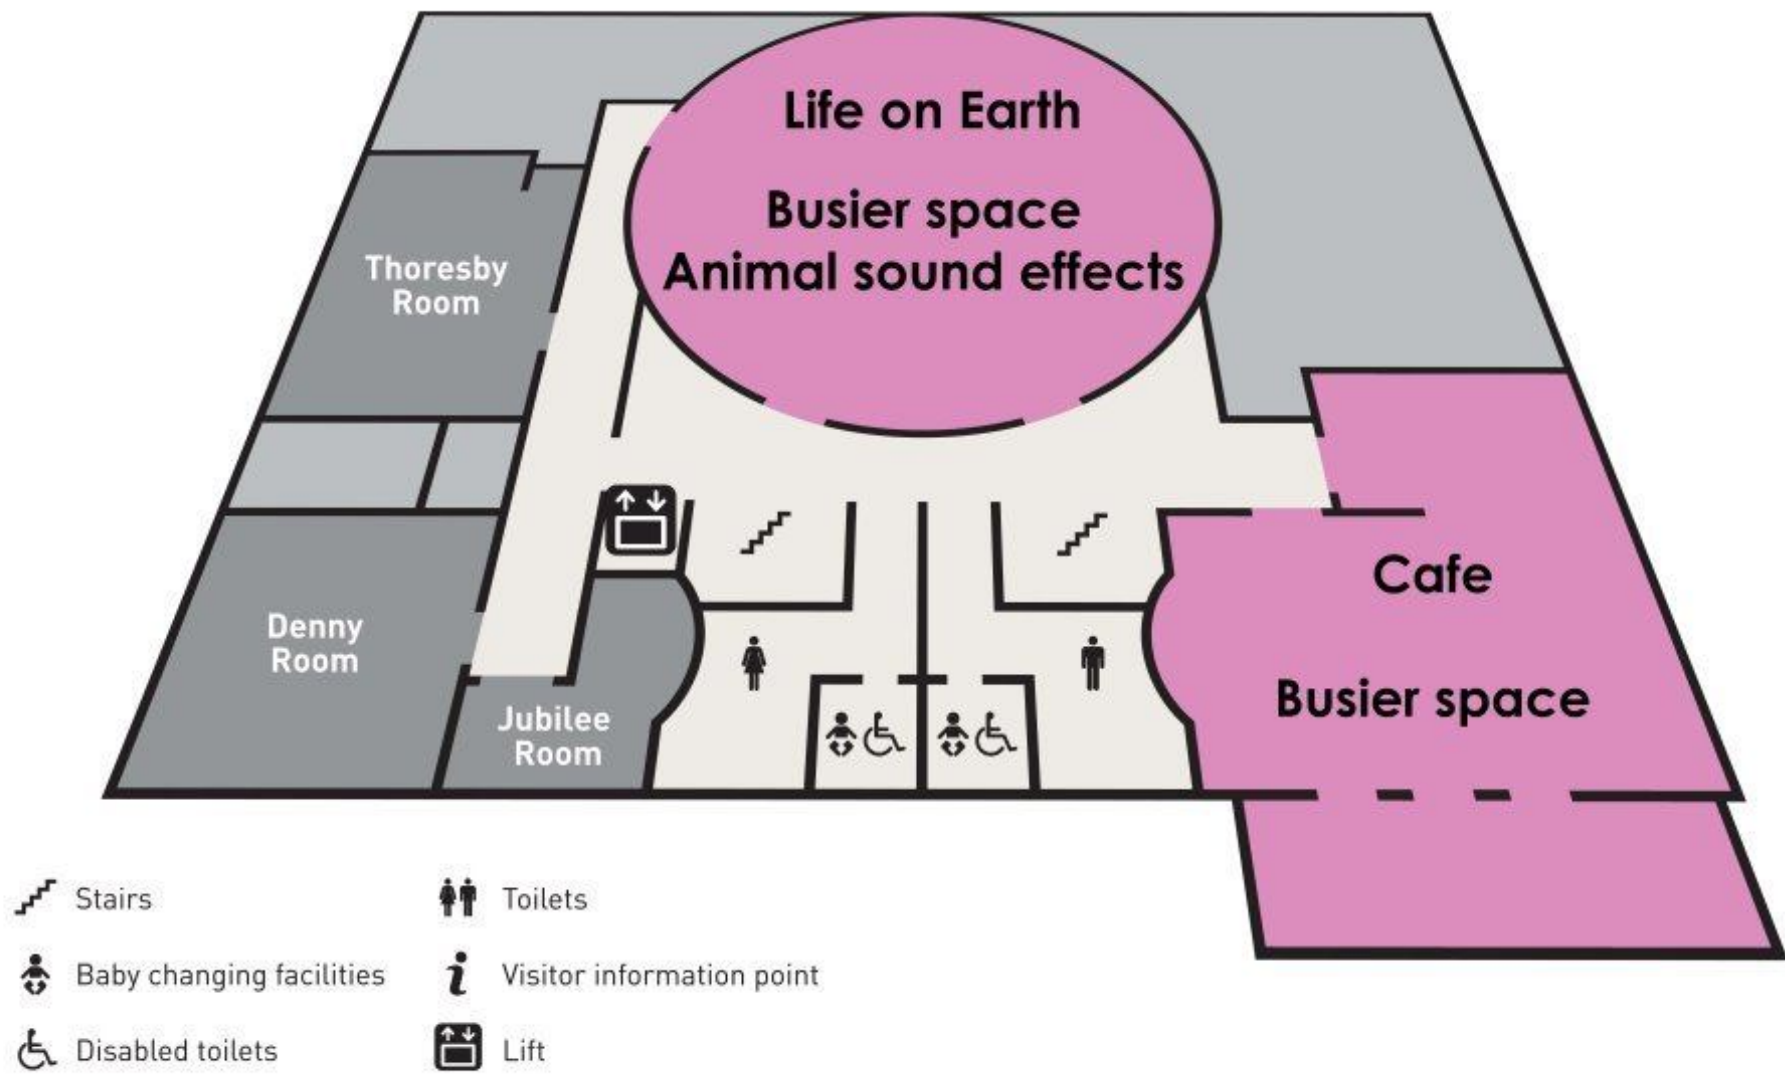 Life on Earth
Busier space
Animal sound effects
Thoresby
Room
Cafe
Denny
Room
Busier space
Jubilee
Room
Stairs
Toilets
Baby changing facilities
Visitor information point
Disabled toilets
Lift